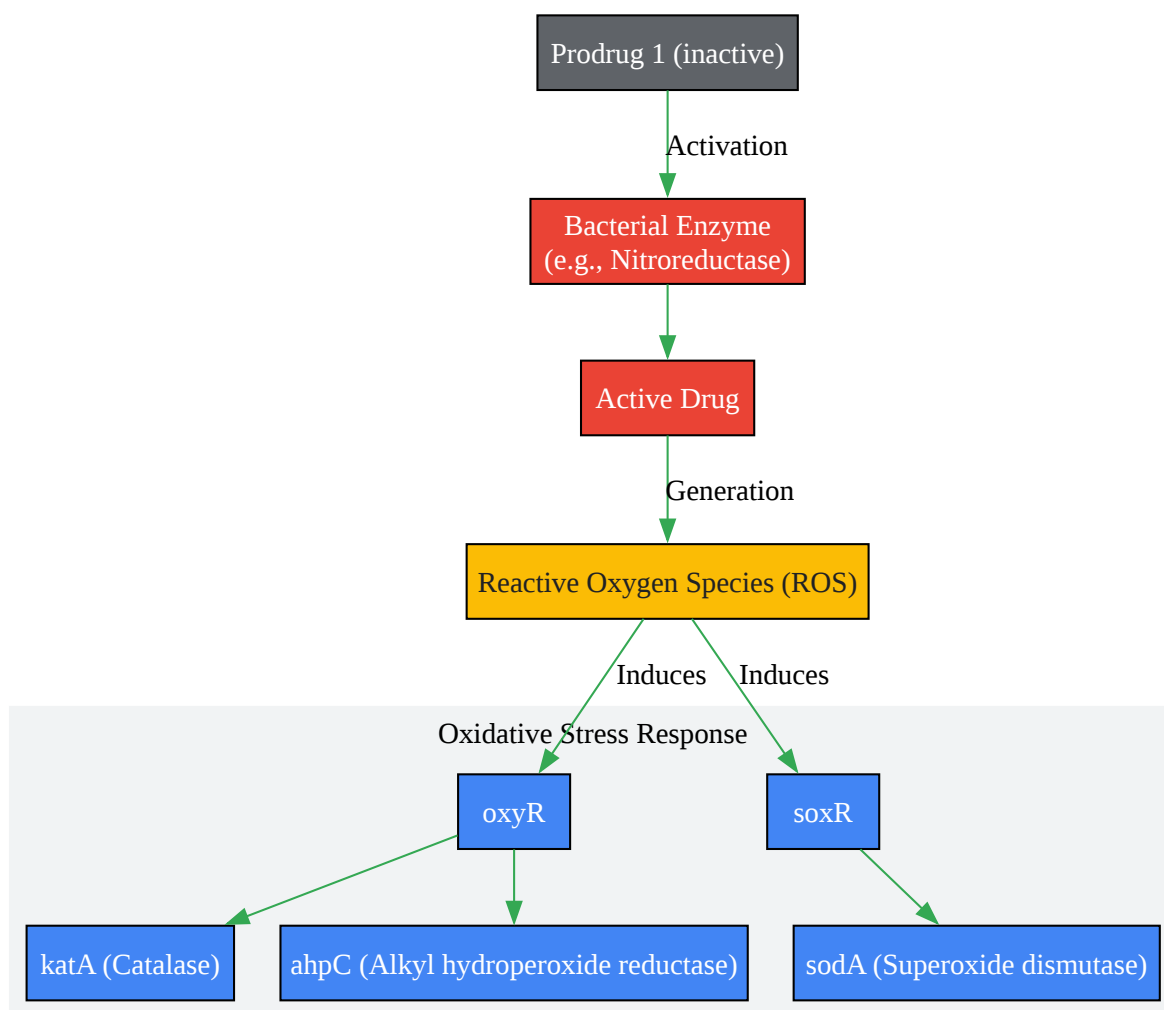 Prodrug 1 (inactive)
Activation
Bacterial Enzyme
(e.g., Nitroreductase)
Active Drug
Generation
Reactive Oxygen Species (ROS)
Induces
Induces
Oxidative Stress Response
oxyR
soxR
katA (Catalase)
ahpC (Alkyl hydroperoxide reductase)
sodA (Superoxide dismutase)